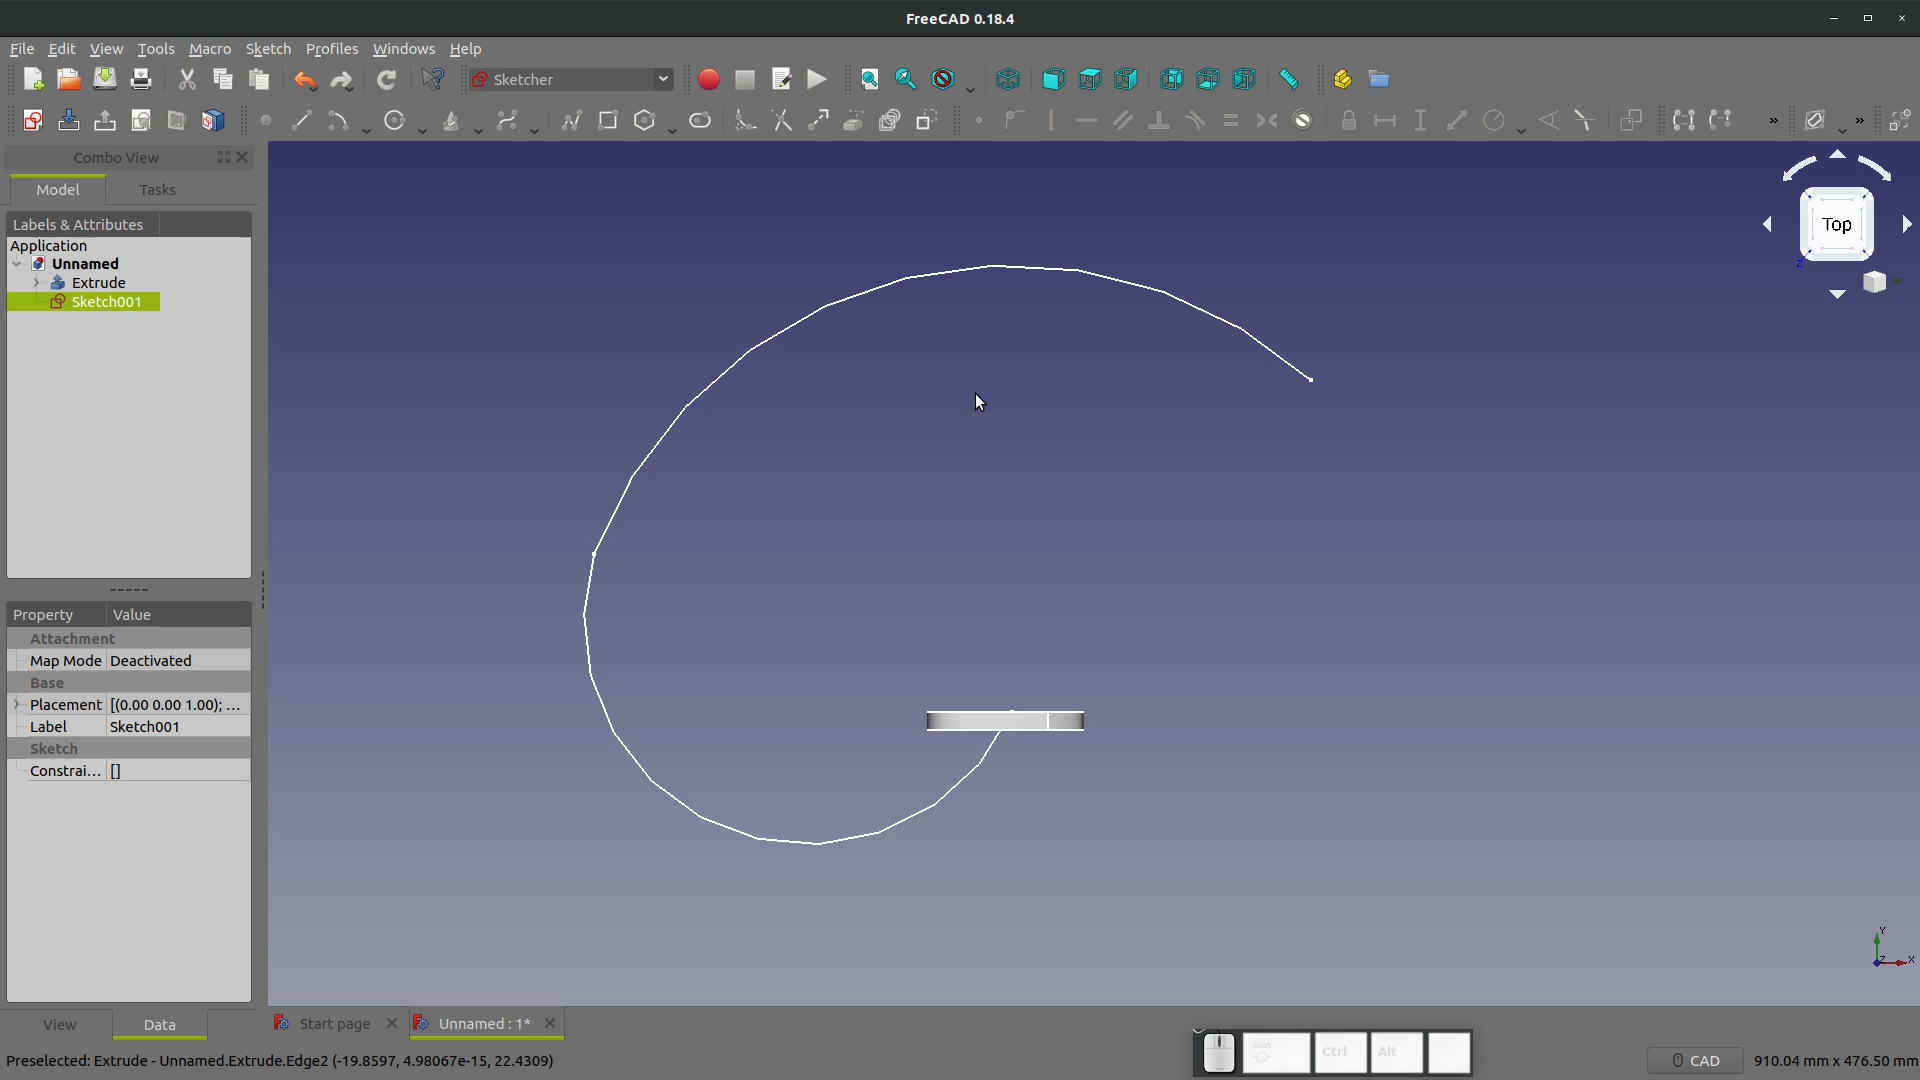 FreeCAD 0.18.4
File Edit View Tools Macro Sketch Profiles Windows Help
Sketcher
» »
Combo View
Model Tasks
Labels & Attributes
Application
Unnamed
Extrude
Sketch001
Top
Z
Property Value
Attachment
Map Mode Deactivated
Base
Placement [(0.00 0.00 1.00); ...
Label Sketch001
Sketch
Constrai... []
Y
Z X
View Data
Start page Unnamed : 1*
Shift Ctrl Alt
Preselected: Extrude - Unnamed.Extrude.Edge2 (-19.8597, 4.98067e-15, 22.4309)
CAD 910.04 mm x 476.50 mm